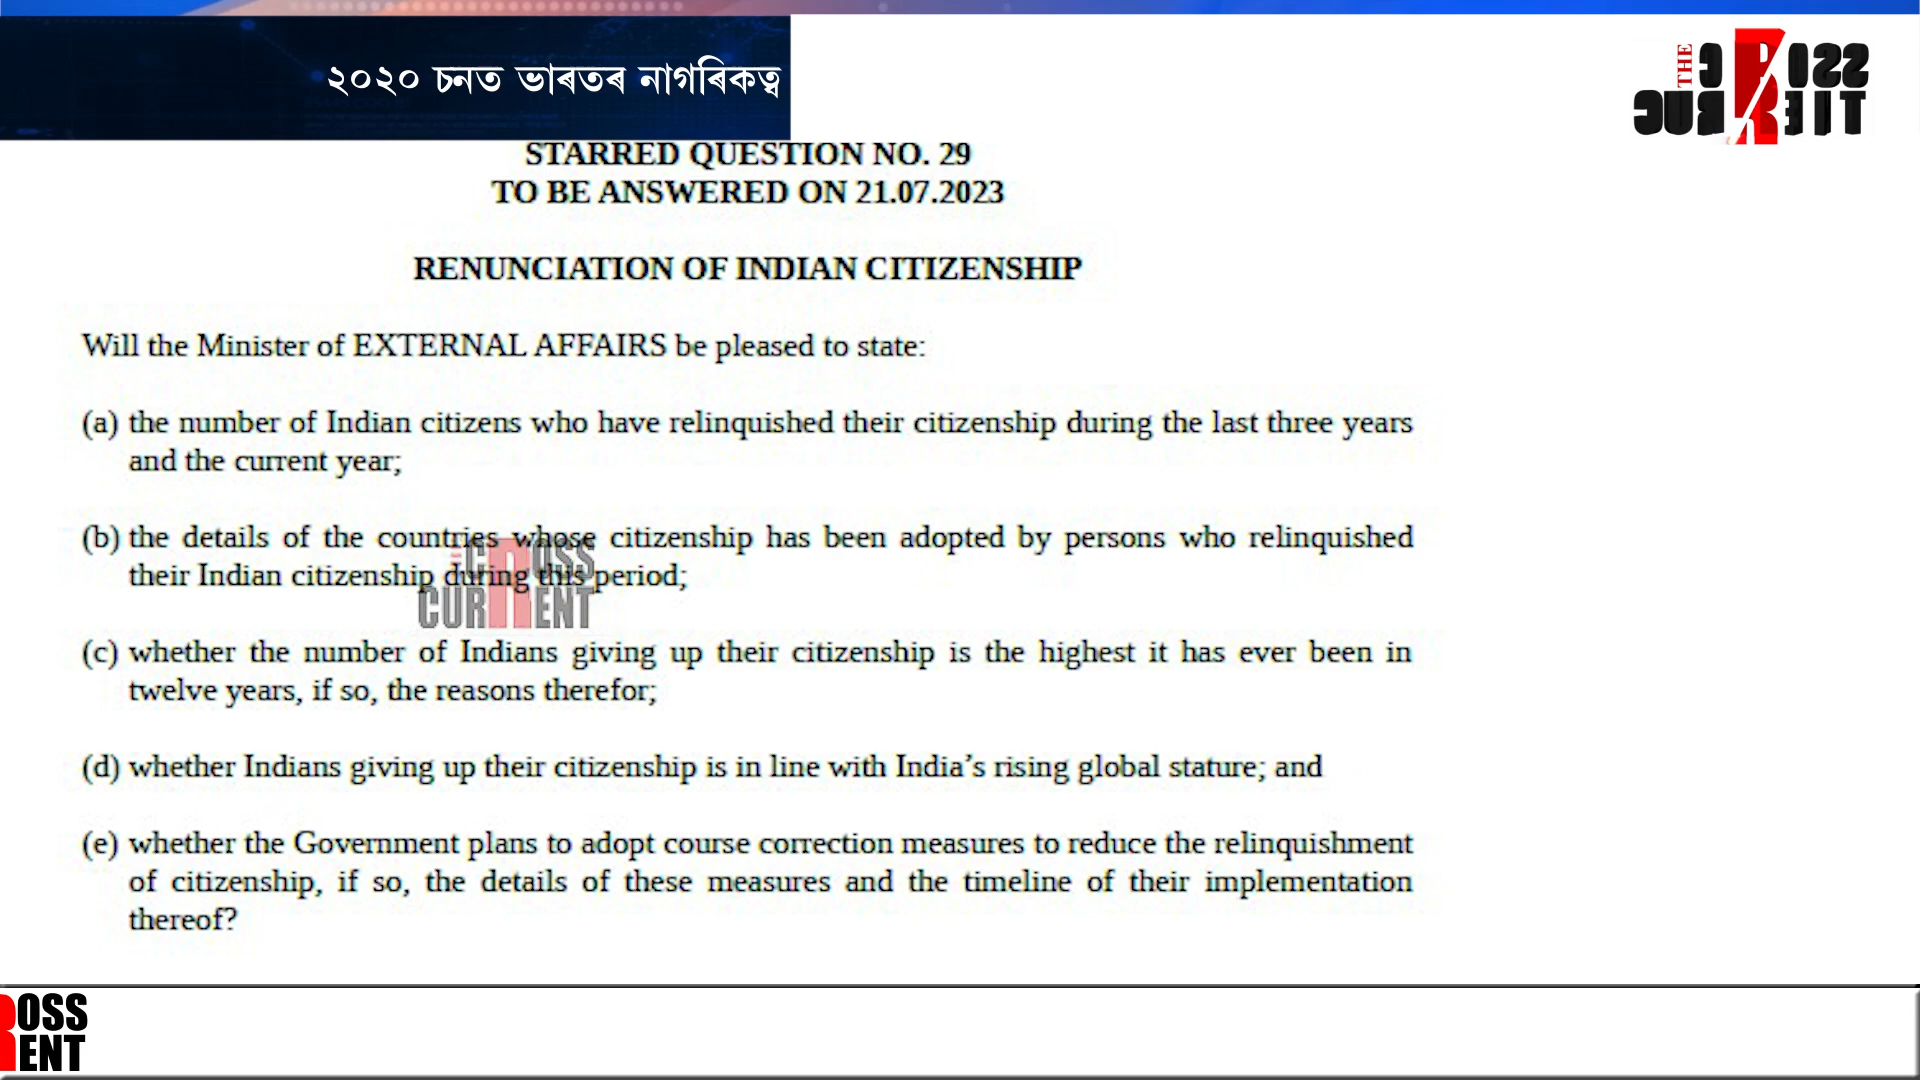 ২০২০ চনত ভাৰতৰ নাগৰিকত্ব
THE CROSS
CURRENT
STARRED QUESTION NO. 29
TO BE ANSWERED ON 21.07.2023
RENUNCIATION OF INDIAN CITIZENSHIP
Will the Minister of EXTERNAL AFFAIRS be pleased to state:
(a) the number of Indian citizens who have relinquished their citizenship during the last three years
and the current year;
(b) the details of the countries whose citizenship has been adopted by persons who relinquished
their Indian citizenship during this period;
CROSS
CURRENT
(c) whether the number of Indians giving up their citizenship is the highest it has ever been in
twelve years, if so, the reasons therefor;
(d) whether Indians giving up their citizenship is in line with India’s rising global stature; and
(e) whether the Government plans to adopt course correction measures to reduce the relinquishment
of citizenship, if so, the details of these measures and the timeline of their implementation
thereof?
ROSS
RENT